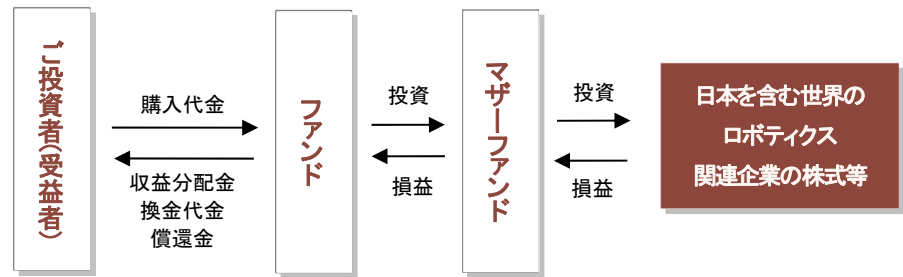 ご投資者(受益者)
購入代金
収益分配金
換金代金
償還金
ファンド
投資
損益
マザーファンド
投資
損益
日本を含む世界の
ロボティクス
関連企業の株式等